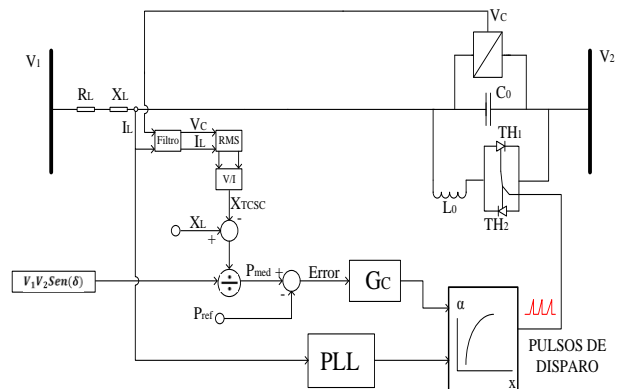 VC
V1
V2
RL
XL
C0
IL
VC
Filtro
IL
RMS
TH1
V/I
L0
TH2
XTCSC
XL
-
+
V1V2Sen(δ)
÷
Pmed
+
-
Error
GC
Pref
α
x
PLL
PULSOS DE
DISPARO